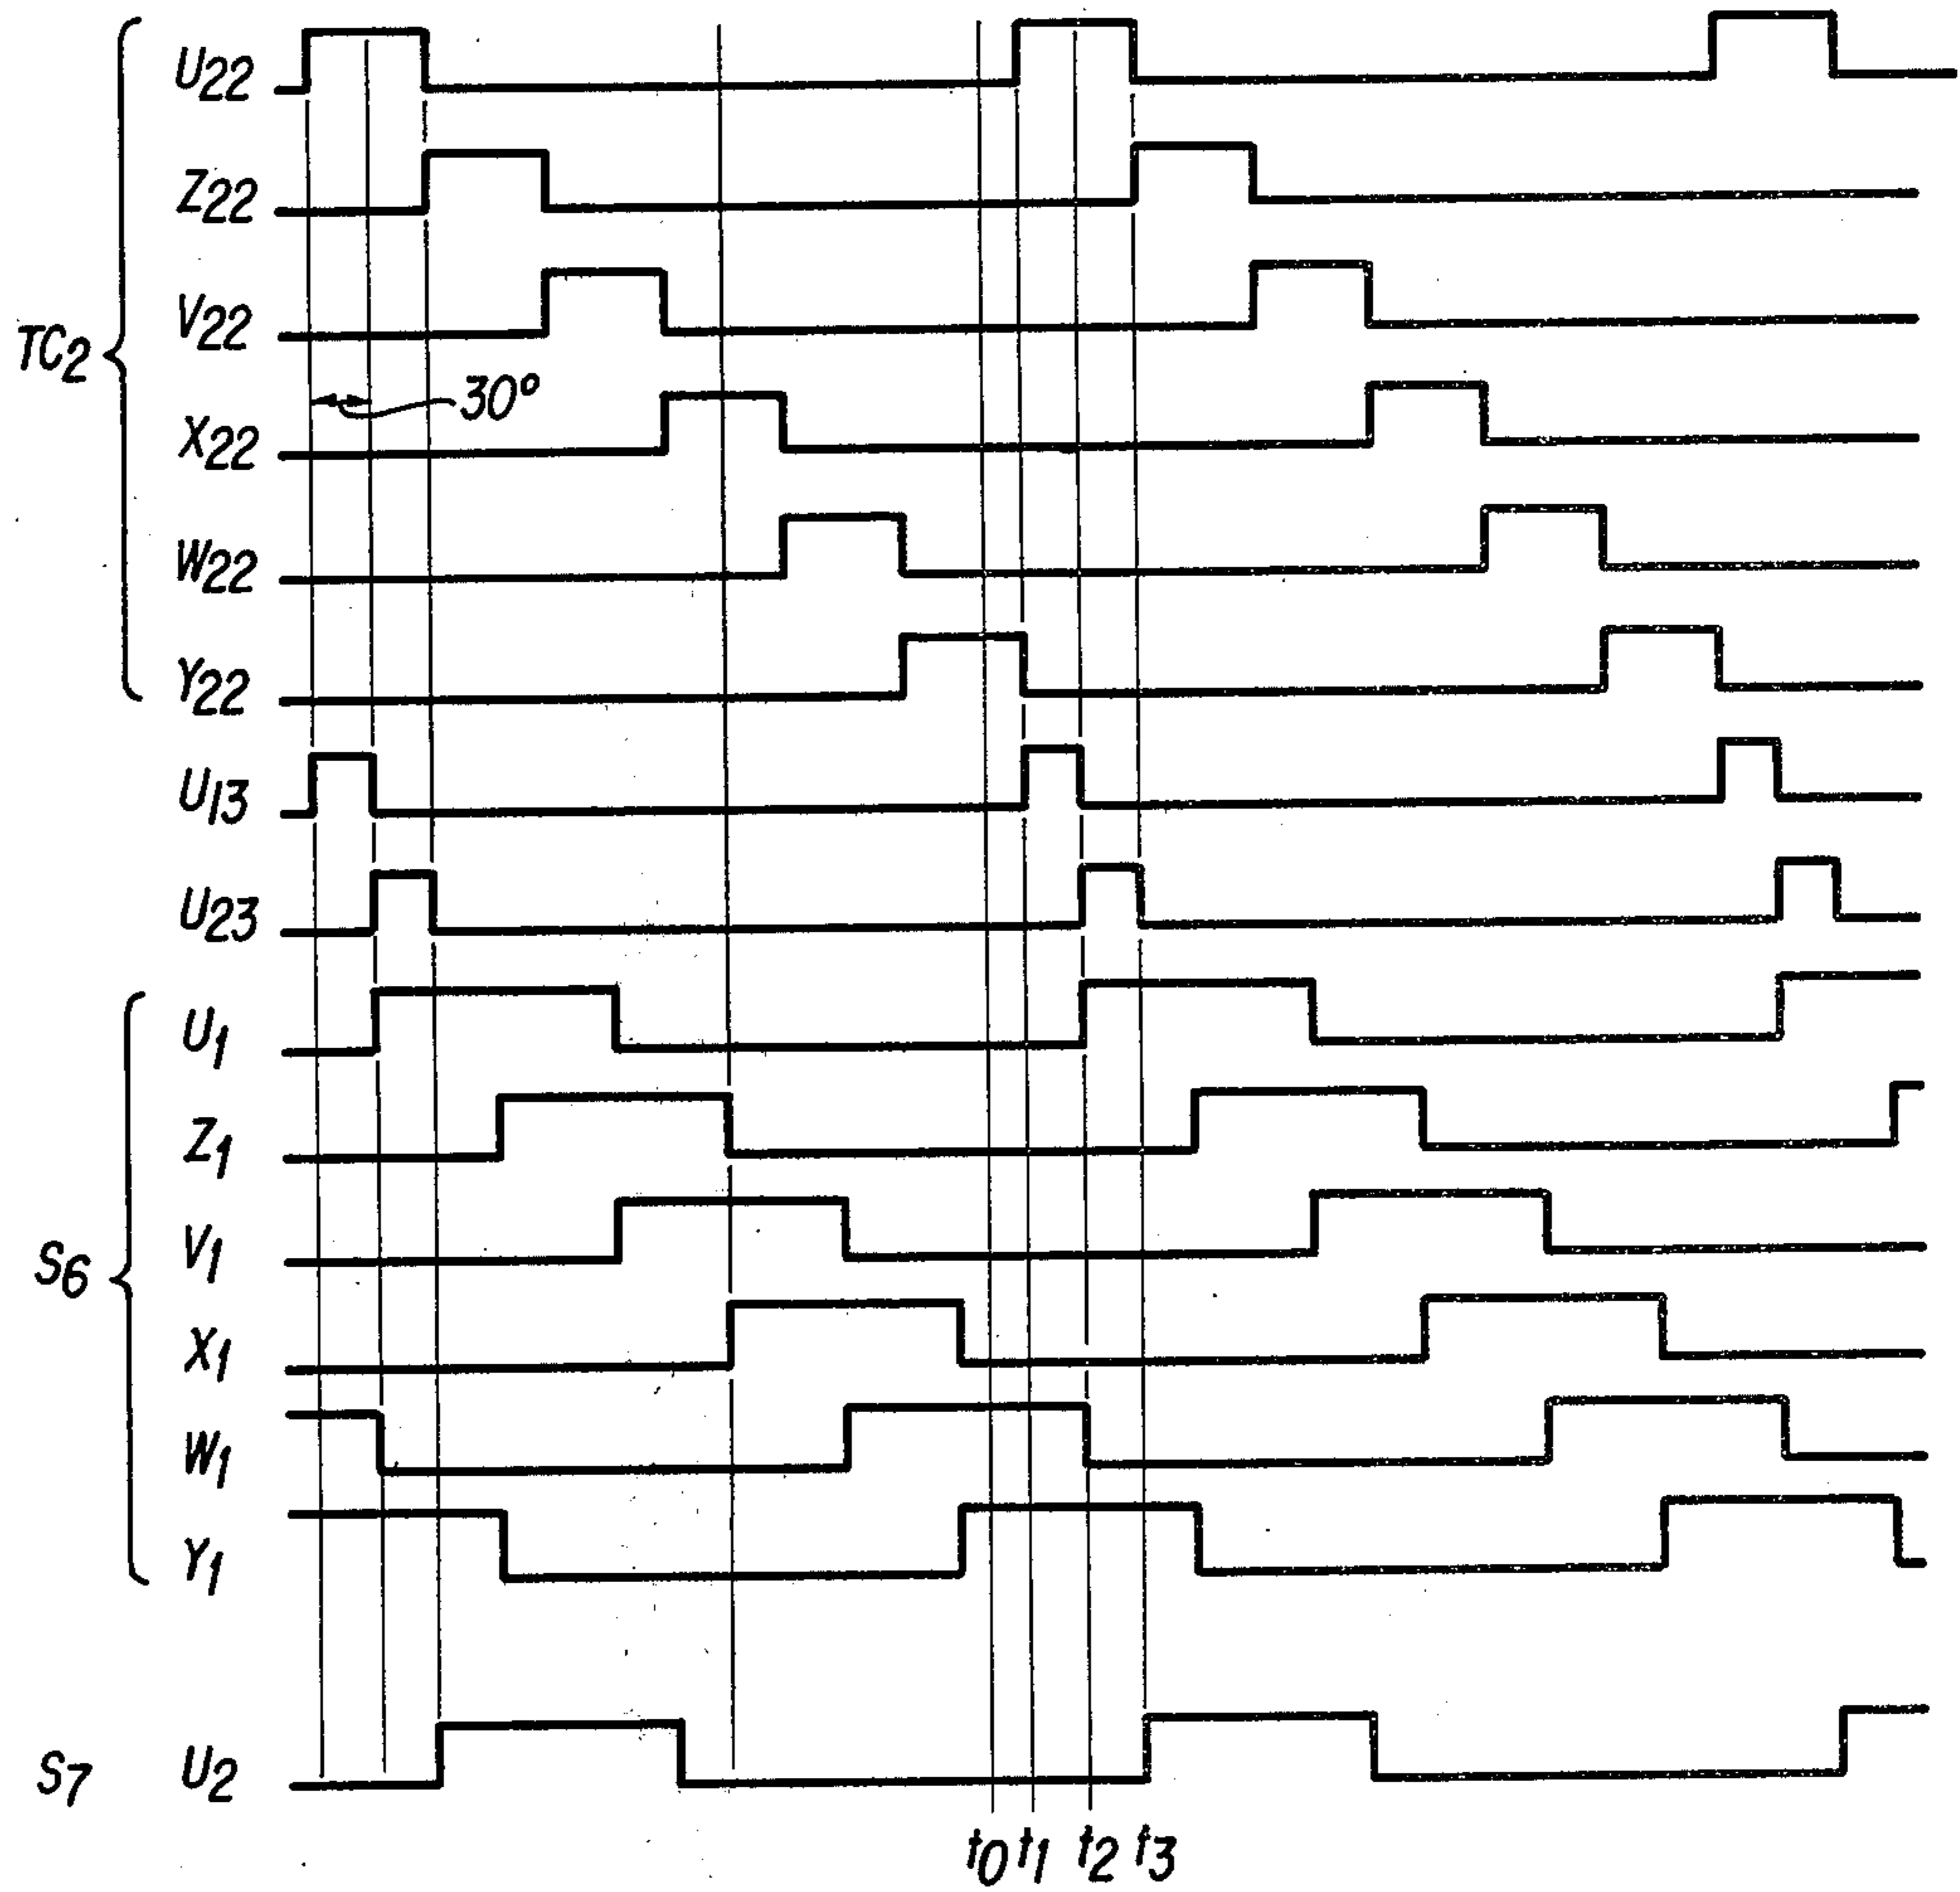 U22
Z22
V22
TC2
30°
X22
W22
Y22
U13
U23
U1
Z1
V1
S6
X1
W1
Y1
S7 U2
t0 t1 t2 t3